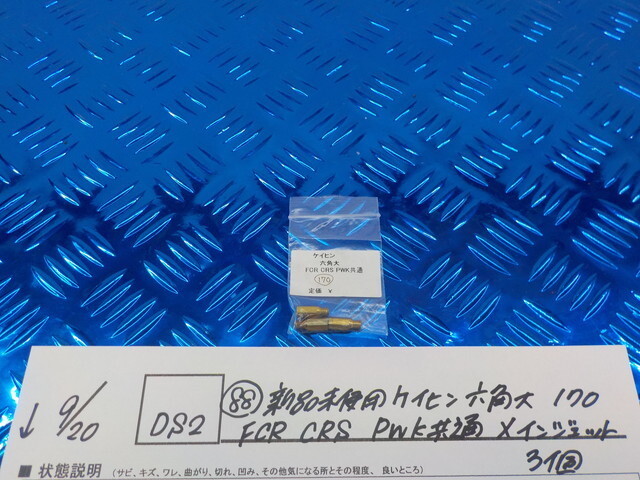 ケイヒン
六角大
FCR CRS PWK共通
170
定価 ¥
↓ 9/20 DS2 88 新品未使用ケイヒン六角大 170
FCR CRS PWK共通 メインジェット
■ 状態説明 (サビ、キズ、ワレ、曲がり、切れ、凹み、その他気になる所とその程度、良いところ)